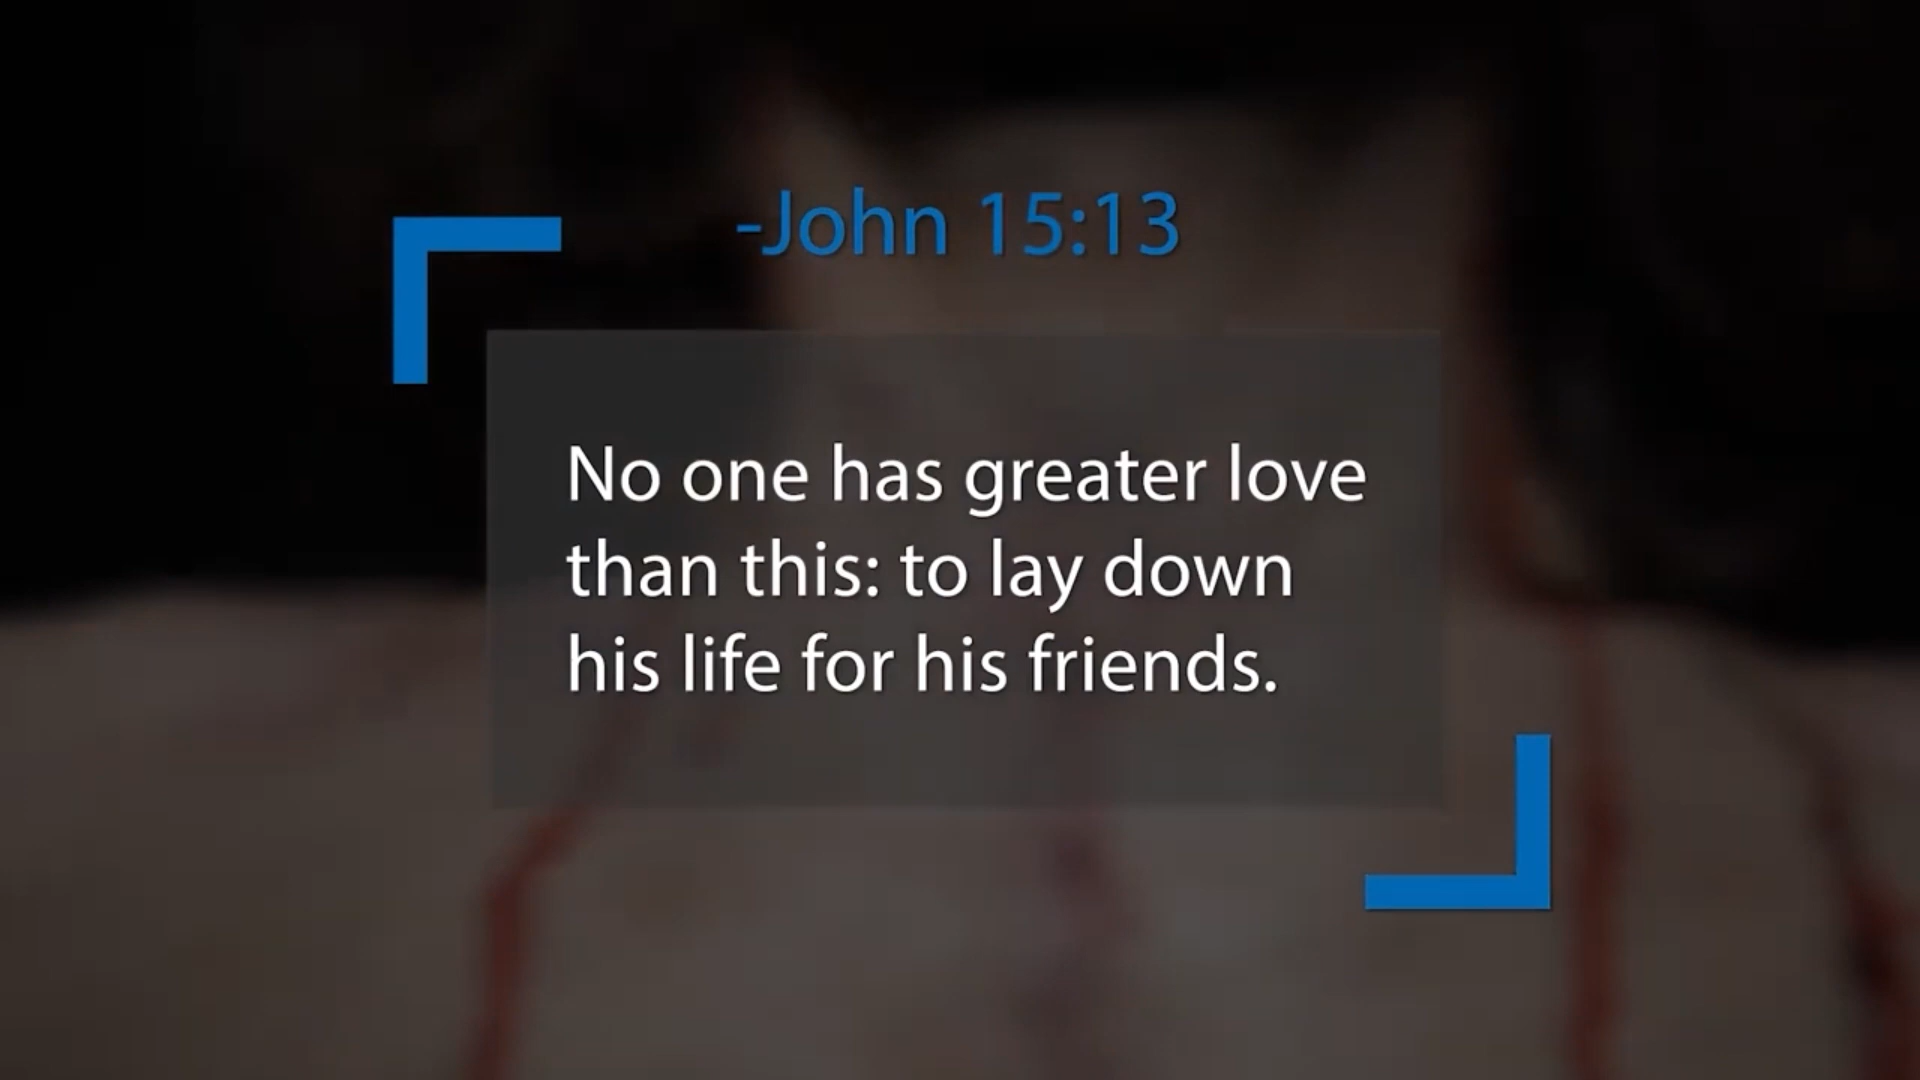 -John 15:13
No one has greater love
than this: to lay down
his life for his friends.